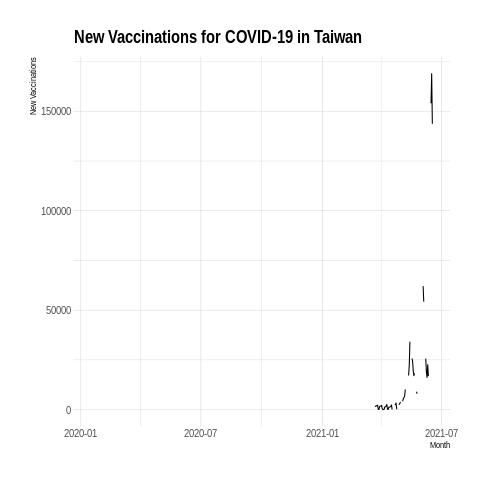 New Vaccinations for COVID-19 in Taiwan
New Vaccinations
150000
100000
50000
0
2020-01 2020-07 2021-01 2021-07
Month